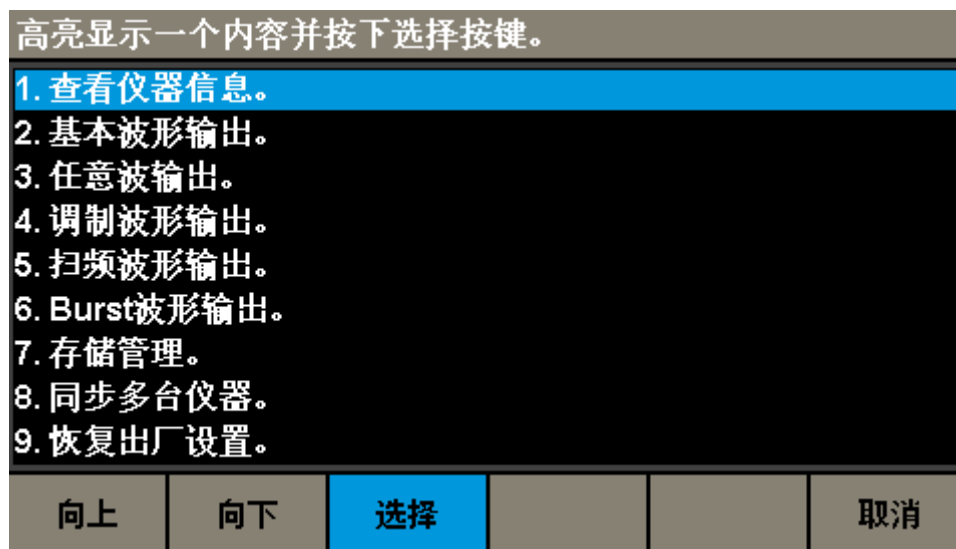 高亮显示一个内容并按下选择按键。
1. 查看仪器信息。
2. 基本波形输出。
3. 任意波输出。
4. 调制波形输出。
5. 扫频波形输出。
6. Burst波形输出。
7. 存储管理。
8. 同步多台仪器。
9. 恢复出厂设置。
向上 向下 选择 取消